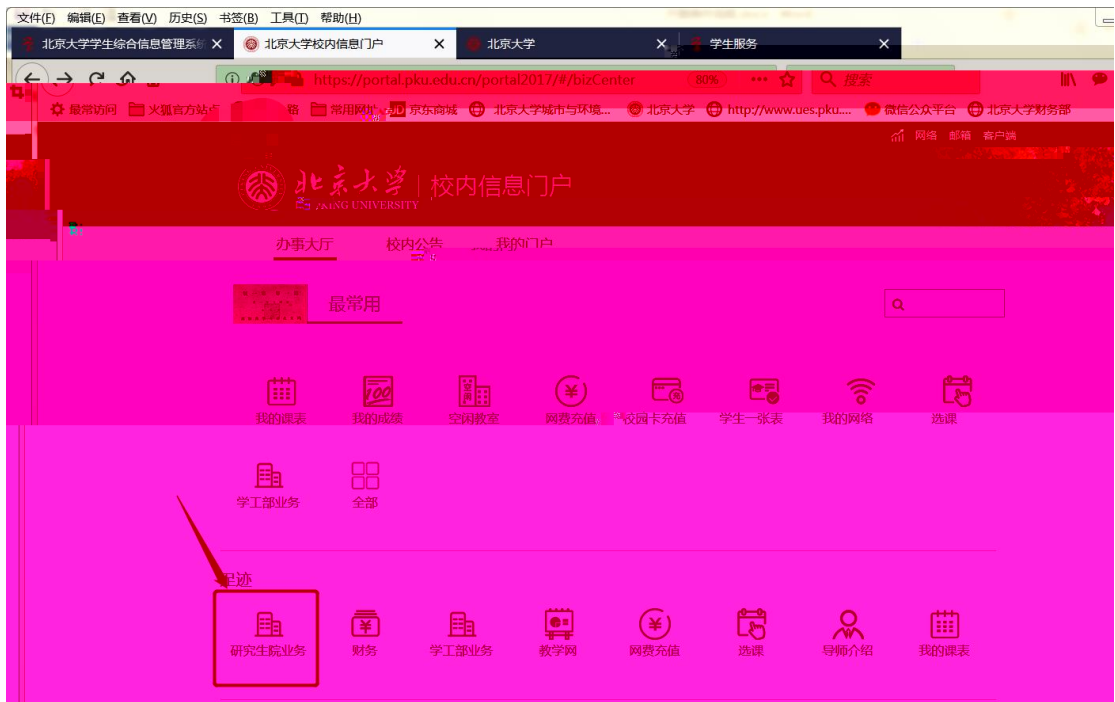 文件(F) 编辑(E) 查看(V) 历史(S) 书签(B) 工具(T) 帮助(H)
北京大学学生综合信息管理系统 北京大学校内信息门户 北京大学 学生服务
https://portal.pku.edu.cn/portal2017/#/bizCenter 80% 搜索
最常访问 火狐官方站点 常用网址 JD 京东商城 北京大学城市与环境... 北京大学 http://www.ues.pku.... 微信公众平台 北京大学财务部
网络 邮箱 客户端
北京大学 校内信息门户
PEKING UNIVERSITY
办事大厅 校内公告 我的门户
最常用
我的课表 我的成绩 空闲教室 网费充值 校园卡充值 学生一张表 我的网络 选课
学工部业务 全部
足迹
研究生院业务 财务 学工部业务 教学网 网费充值 选课 导师介绍 我的课表